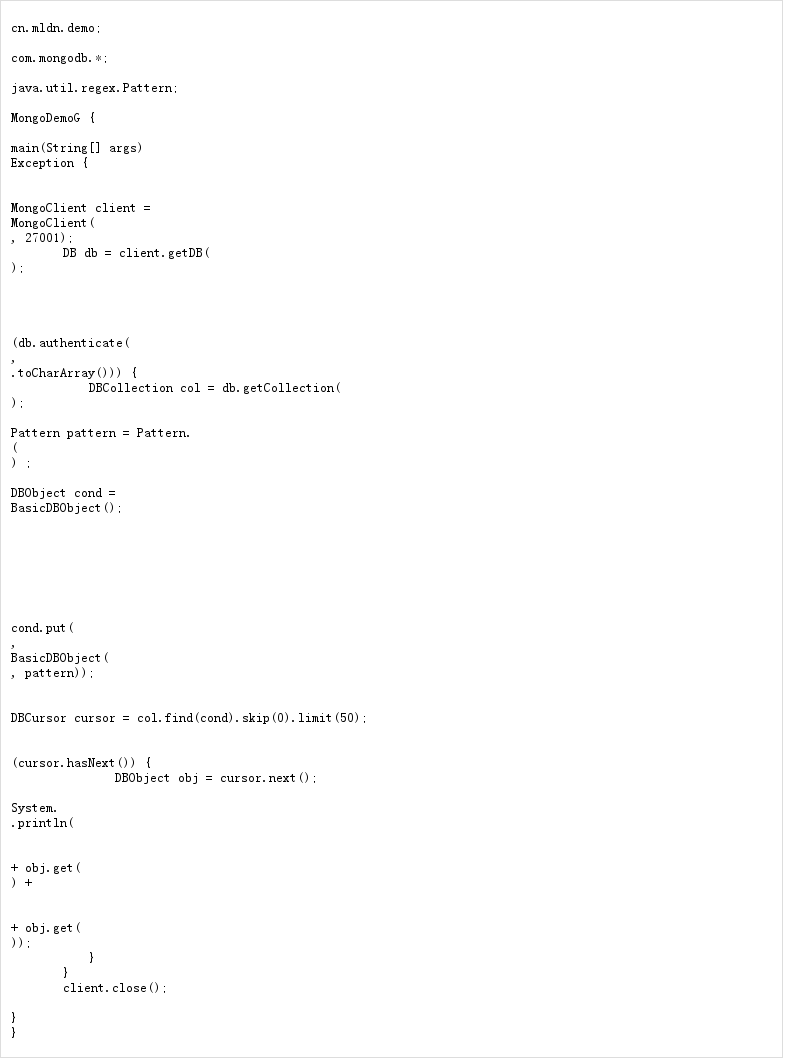 cn.mldn.demo;
com.mongodb.*;
java.util.regex.Pattern;
MongoDemoG {
main(String[] args)
Exception {
MongoClient client =
MongoClient(
, 27001);
DB db = client.getDB(
);
(db.authenticate(
,
.toCharArray())) {
DBCollection col = db.getCollection(
);
Pattern pattern = Pattern.
(
) ;
DBObject cond =
BasicDBObject();
cond.put(
,
BasicDBObject(
, pattern));
DBCursor cursor = col.find(cond).skip(0).limit(50);
(cursor.hasNext()) {
DBObject obj = cursor.next();
System.
.println(
+ obj.get(
) +
+ obj.get(
));
}
}
client.close();
}
}